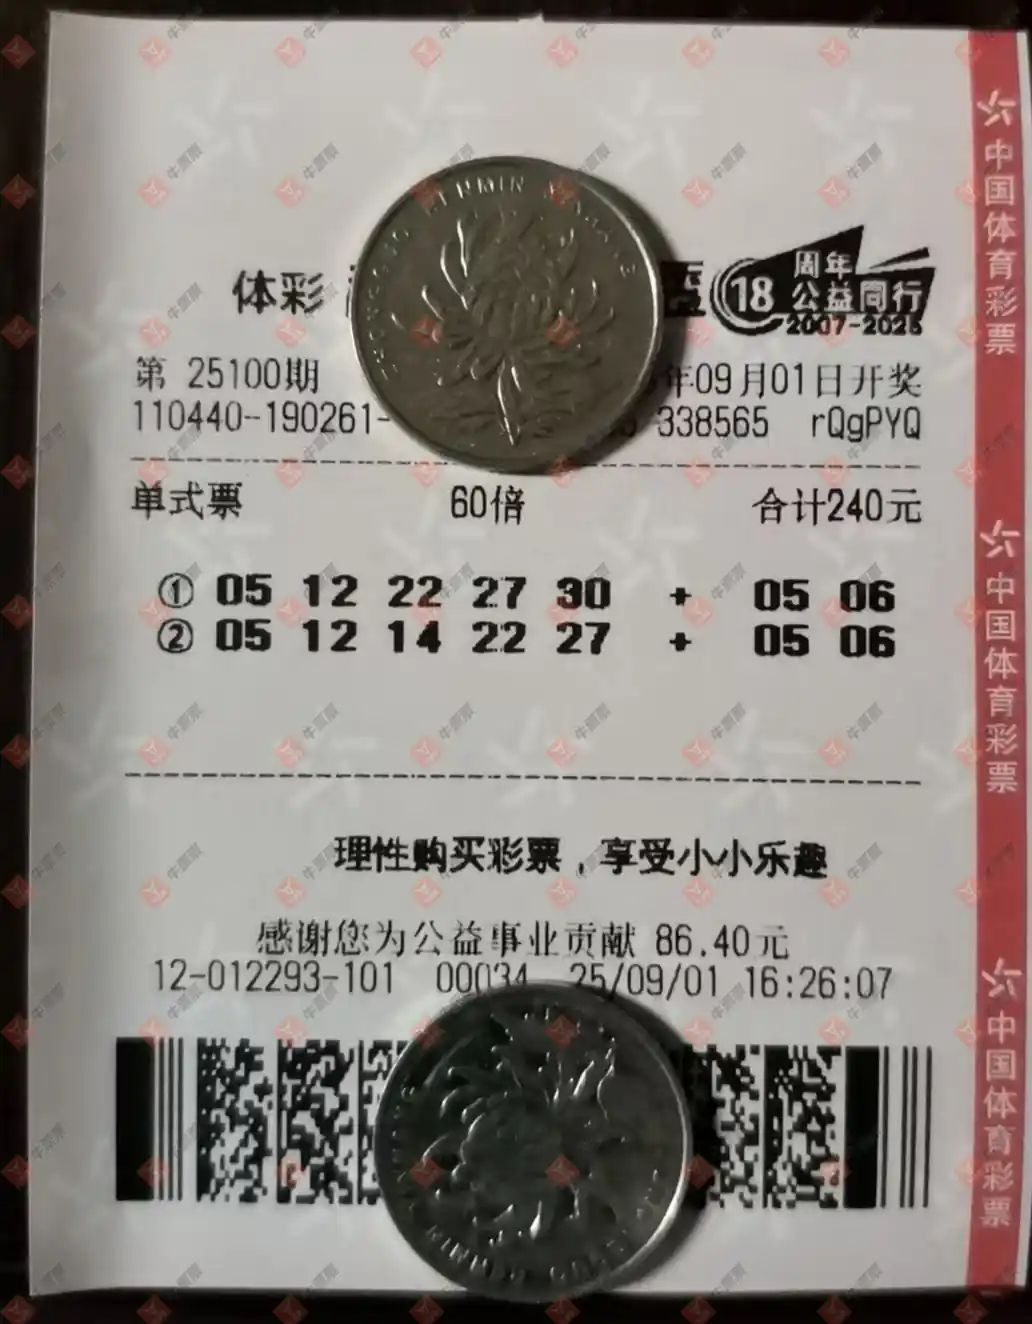 体彩
18 周年
公益同行
2007-2025
第 25100期 年09月01日开奖
110440-190261- 338565 rQgPYQ
单式票 60倍 合计240元
① 05 12 22 27 30 + 05 06
② 05 12 14 22 27 + 05 06
理性购买彩票，享受小小乐趣
感谢您为公益事业贡献 86.40元
12-012293-101 00034 25/09/01 16:26:07
中国体育彩票
中国体育彩票
中国体育彩票